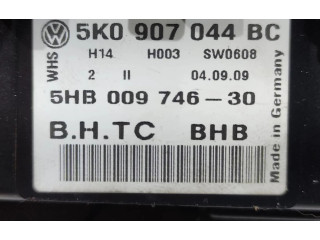 5K0 907 044 BC
WHS H14 H003 SW0608
2 II 04.09.09
5HB 009 746-30
B.H.TC BHB
Made in Germany